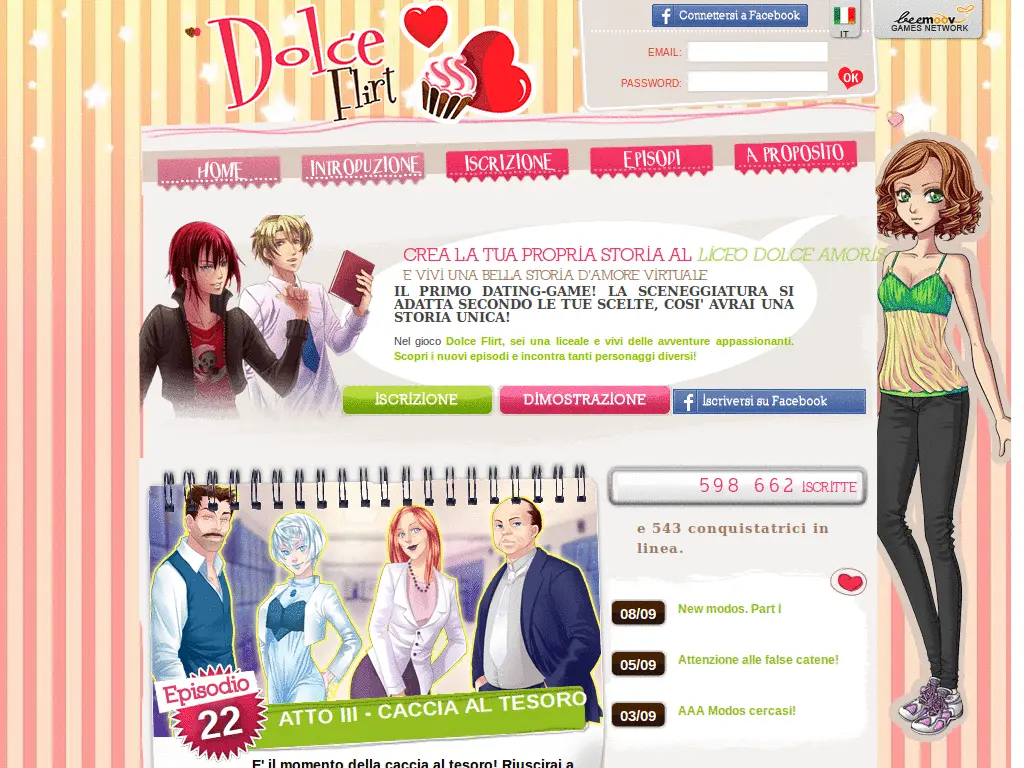 Dolce
Flirt
Connettersi a Facebook
IT
beemoov
GAMES NETWORK
EMAIL:
PASSWORD:
OK
HOME
INTRODUZIONE
ISCRIZIONE
EPISODI
A PROPOSITO
CREA LA TUA PROPRIA STORIA AL LICEO DOLCE AMORIS
E VIVI UNA BELLA STORIA D'AMORE VIRTUALE
IL PRIMO DATING-GAME! LA SCENEGGIATURA SI
ADATTA SECONDO LE TUE SCELTE, COSI' AVRAI UNA
STORIA UNICA!
Nel gioco Dolce Flirt, sei una liceale e vivi delle avventure appassionanti.
Scopri i nuovi episodi e incontra tanti personaggi diversi!
ISCRIZIONE
DIMOSTRAZIONE
Iscriversi su Facebook
598 662 ISCRITTE
e 543 conquistatrici in
linea.
08/09 New modos. Part i
05/09 Attenzione alle false catene!
03/09 AAA Modos cercasi!
Episodio
22
ATTO III - CACCIA AL TESORO
E' il momento della caccia al tesoro! Riuscirai a